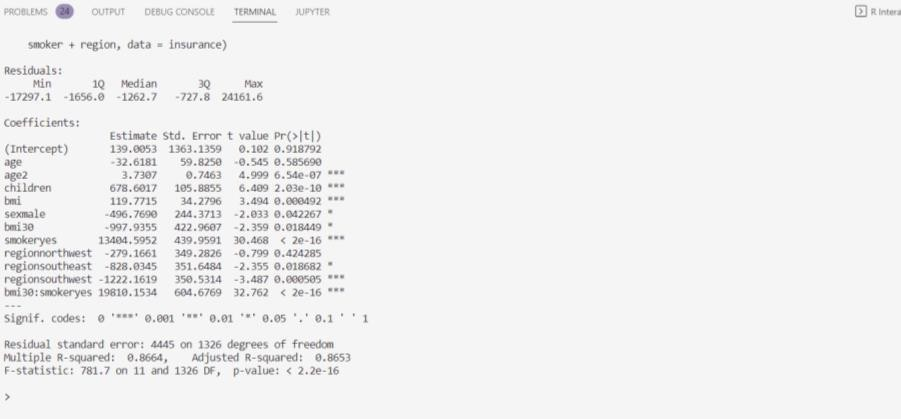 PROBLEMS 24 OUTPUT DEBUG CONSOLE TERMINAL JUPYTER R Intera
smoker + region, data = insurance)
Residuals:
Min 1Q Median 3Q Max
-17297.1 -1656.0 -1262.7 -727.8 24161.6
Coefficients:
Estimate Std. Error t value Pr(>|t|)
(Intercept) 139.0053 1363.1359 0.102 0.918792
age -32.6181 59.8250 -0.545 0.585690
age2 3.7307 0.7463 4.999 6.54e-07 ***
children 678.6017 105.8855 6.409 2.03e-10 ***
bmi 119.7715 34.2796 3.494 0.000492 ***
sexmale -496.7690 244.3713 -2.033 0.042267 *
bmi30 -997.9355 422.9607 -2.359 0.018449 *
smokeryes 13404.5952 439.9591 30.468 < 2e-16 ***
regionnorthwest -279.1661 349.2826 -0.799 0.424285
regionsoutheast -828.0345 351.6484 -2.355 0.018682 *
regionsouthwest -1222.1619 350.5314 -3.487 0.000505 ***
bmi30:smokeryes 19810.1534 604.6769 32.762 < 2e-16 ***
---
Signif. codes: 0 '***' 0.001 '**' 0.01 '*' 0.05 '.' 0.1 ' ' 1
Residual standard error: 4445 on 1326 degrees of freedom
Multiple R-squared: 0.8664, Adjusted R-squared: 0.8653
F-statistic: 781.7 on 11 and 1326 DF, p-value: < 2.2e-16
>